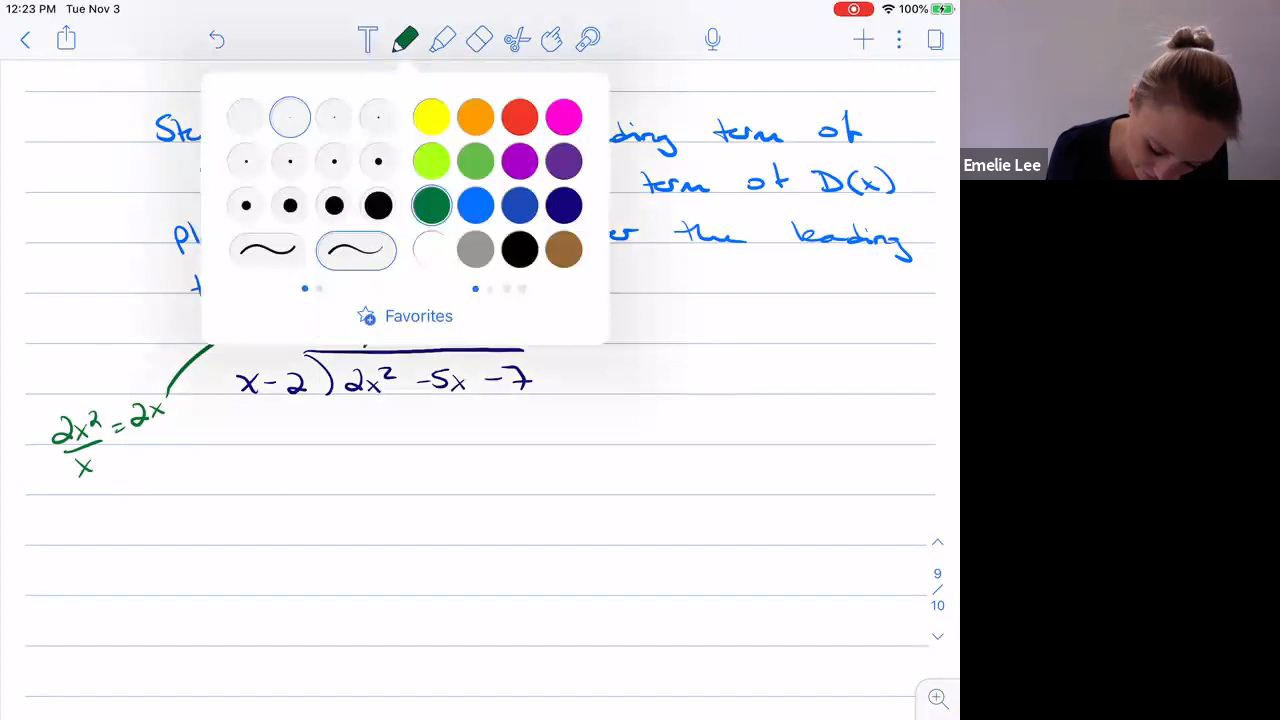 12:23 PM Tue Nov 3
100%
T
ding term of
term of D(x)
the leading
Favorites
x-2 ) 2x² -5x -7
2x²/x = 2x
9
/
10
Emelie Lee